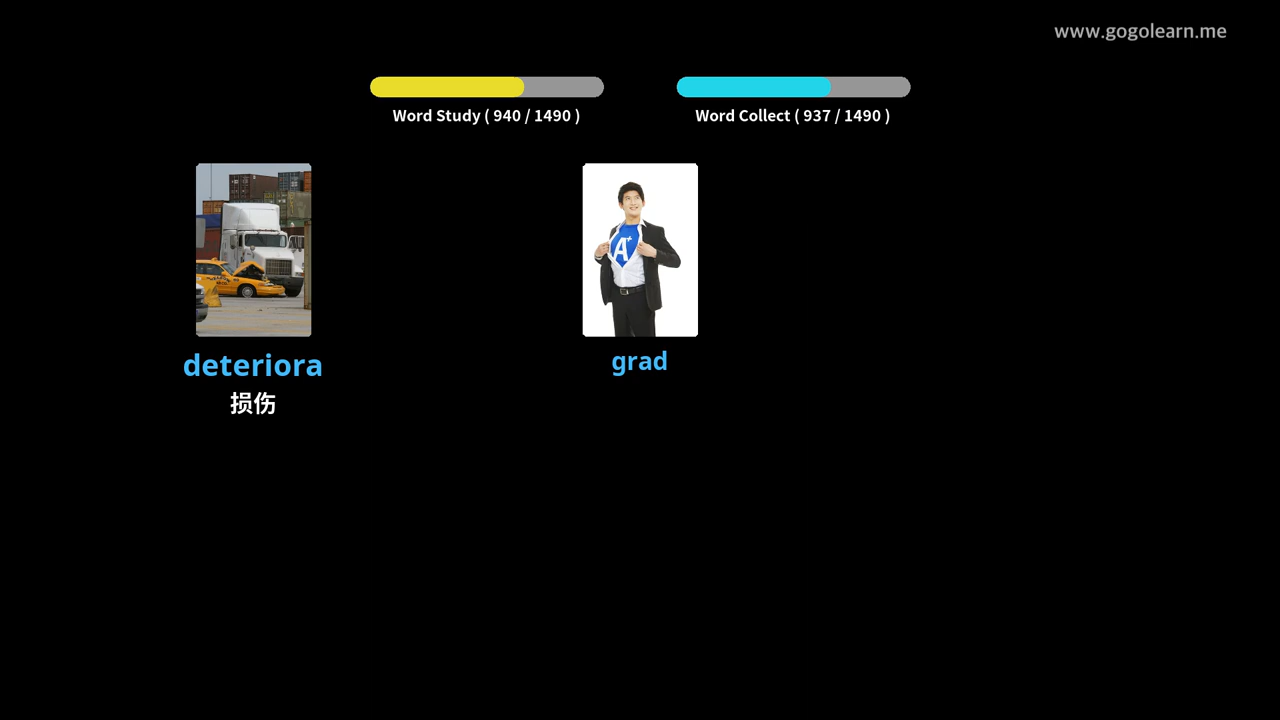 www.gogolearn.me
Word Study ( 940 / 1490 )
Word Collect ( 937 / 1490 )
A+
deteriora
损伤
grad